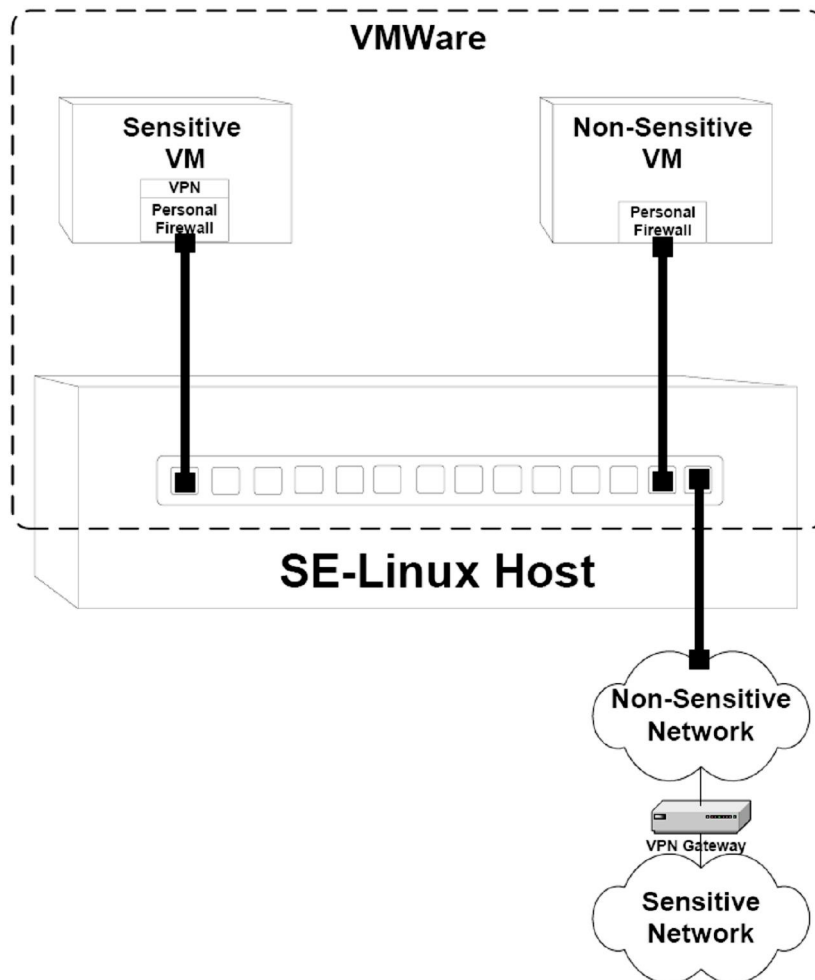 VMWare
Sensitive
VM
VPN
Personal
Firewall
Non-Sensitive
VM
Personal
Firewall
SE-Linux Host
Non-Sensitive
Network
VPN Gateway
Sensitive
Network